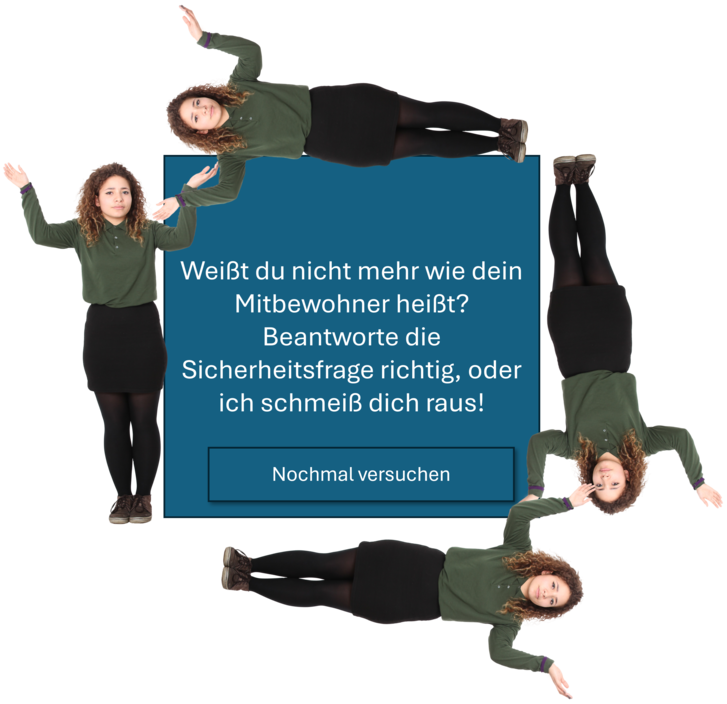 Weißt du nicht mehr wie dein
Mitbewohner heißt?
Beantworte die
Sicherheitsfrage richtig, oder
ich schmeiß dich raus!
Nochmal versuchen